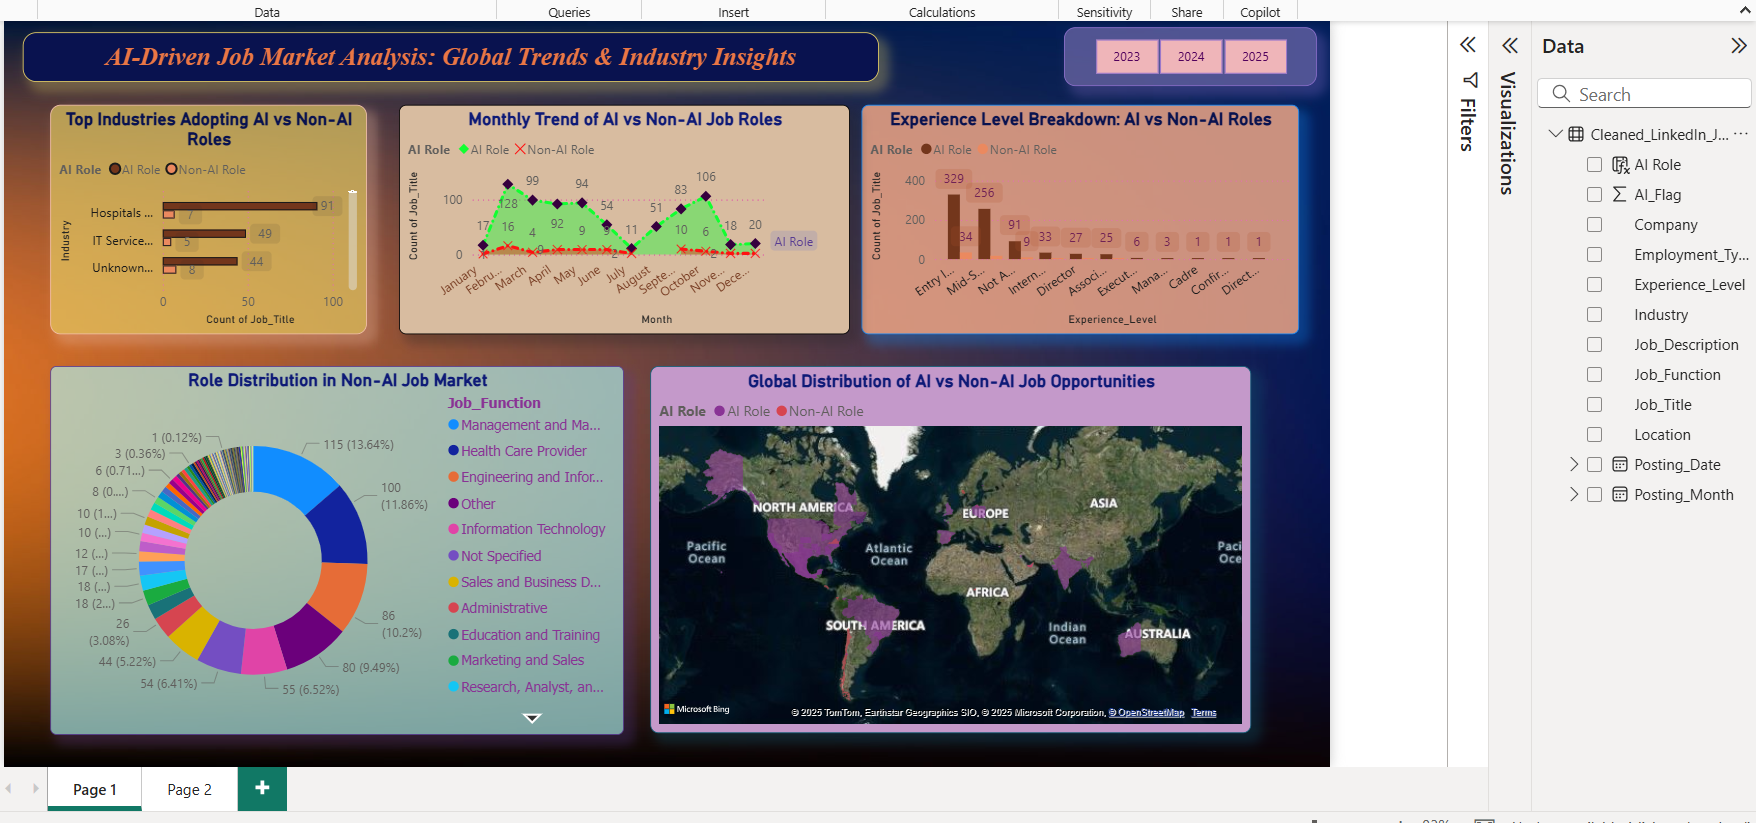 Data Queries Insert Calculations Sensitivity Share Copilot
AI-Driven Job Market Analysis: Global Trends & Industry Insights
2023 2024 2025
Top Industries Adopting AI vs Non-AI
Roles
AI Role AI Role Non-AI Role
Industry
Hospitals ... 91 7
IT Service... 49 5
Unknown... 44 8
0 50 100
Count of Job_Title
Monthly Trend of AI vs Non-AI Job Roles
AI Role AI Role Non-AI Role
Count of Job_Title
100
0
17 128 99 92 94 54 11 51 83 106 18 20
16 4 9 9 9 2 10 6 2
AI Role
January
Febru...
March
April
May
June
July
August
Septe...
October
Nove...
Dece...
Month
Experience Level Breakdown: AI vs Non-AI Roles
AI Role AI Role Non-AI Role
Count of Job_Title
400
200
0
329 256 91 33 27 25 6 3 1 1 1
34 9
Entry l...
Mid-S...
Not A...
Intern...
Director
Associ...
Execut...
Mana...
Cadre
Confir...
Direct...
Experience_Level
Role Distribution in Non-AI Job Market
115 (13.64%)
100
(11.86%)
86
(10.2%)
80 (9.49%)
55 (6.52%)
54 (6.41%)
44 (5.22%)
26
(3.08%)
18 (2...)
18 (...)
17 (...)
12 (...)
10 (...)
10 (1...)
8 (0....)
6 (0.71...)
3 (0.36%)
1 (0.12%)
Job_Function
Management and Ma...
Health Care Provider
Engineering and Infor...
Other
Information Technology
Not Specified
Sales and Business D...
Administrative
Education and Training
Marketing and Sales
Research, Analyst, an...
Global Distribution of AI vs Non-AI Job Opportunities
AI Role AI Role Non-AI Role
NORTH AMERICA
EUROPE
ASIA
Pacific
Ocean
Atlantic
Ocean
Paci
Oce
AFRICA
SOUTH AMERICA
Indian
Ocean
AUSTRALIA
Microsoft Bing
© 2025 TomTom, Earthstar Geographics SIO, © 2025 Microsoft Corporation, © OpenStreetMap Terms
Filters
Visualizations
Data
Search
Cleaned_LinkedIn_J... ...
AI Role
AI_Flag
Company
Employment_Ty...
Experience_Level
Industry
Job_Description
Job_Function
Job_Title
Location
Posting_Date
Posting_Month
Page 1 Page 2 +